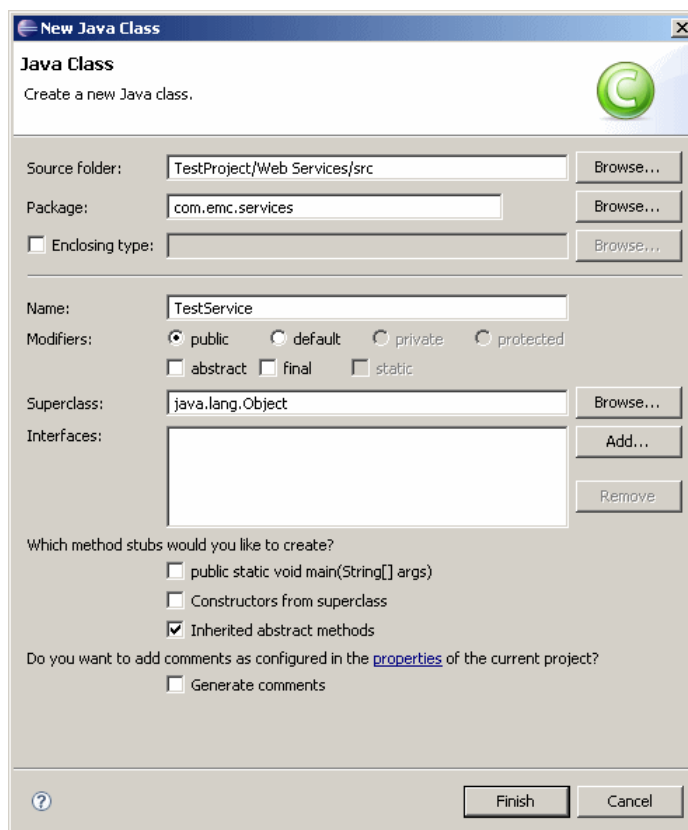 New Java Class
Java Class
Create a new Java class.
Source folder: TestProject/Web Services/src Browse...
Package: com.emc.services Browse...
Enclosing type: Browse...
Name: TestService
Modifiers: public default private protected
abstract final static
Superclass: java.lang.Object Browse...
Interfaces: Add...
Remove
Which method stubs would you like to create?
public static void main(String[] args)
Constructors from superclass
Inherited abstract methods
Do you want to add comments as configured in the properties of the current project?
Generate comments
? Finish Cancel